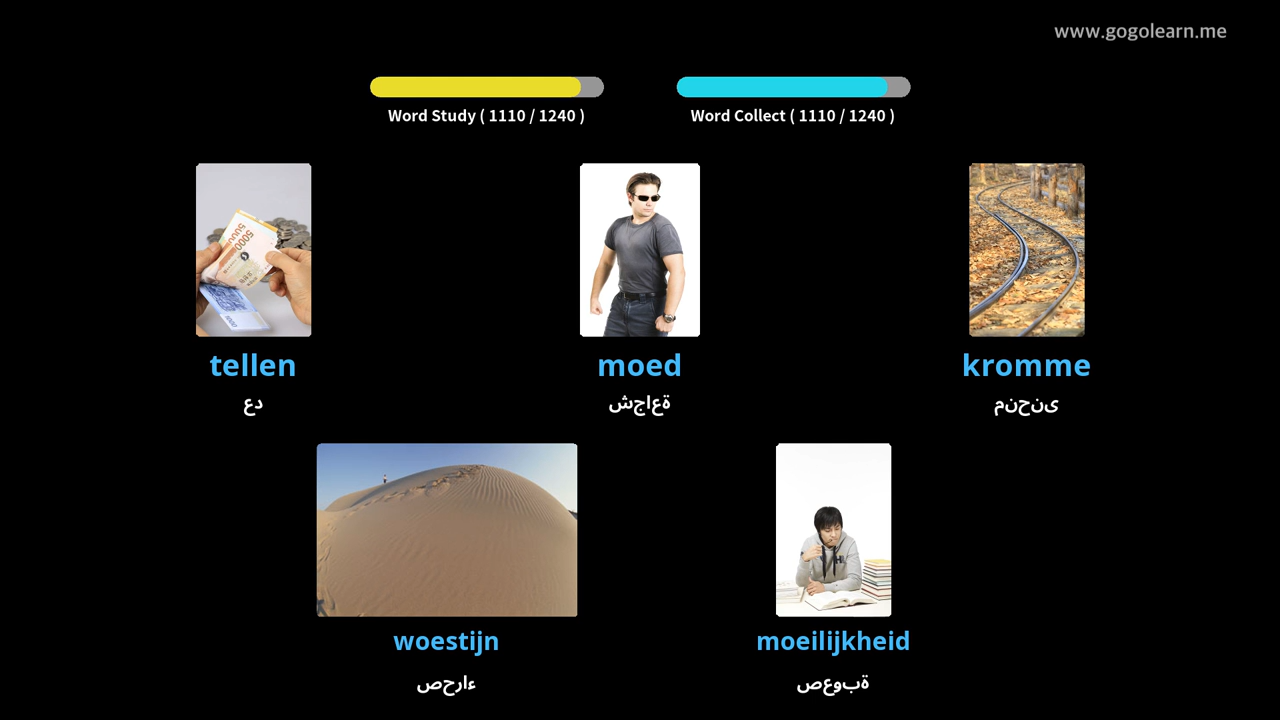 www.gogolearn.me
Word Study ( 1110 / 1240 )
Word Collect ( 1110 / 1240 )
tellen
عد
moed
شجاعة
kromme
منحنى
woestijn
صحراء
moeilijkheid
صعوبة